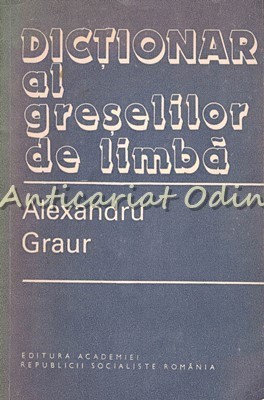 DICȚIONAR
al
greșelilor
de limbă
Anticariat Odin
Alexandru
Graur
EDITURA ACADEMIEI
REPUBLICII SOCIALISTE ROMÂNIA